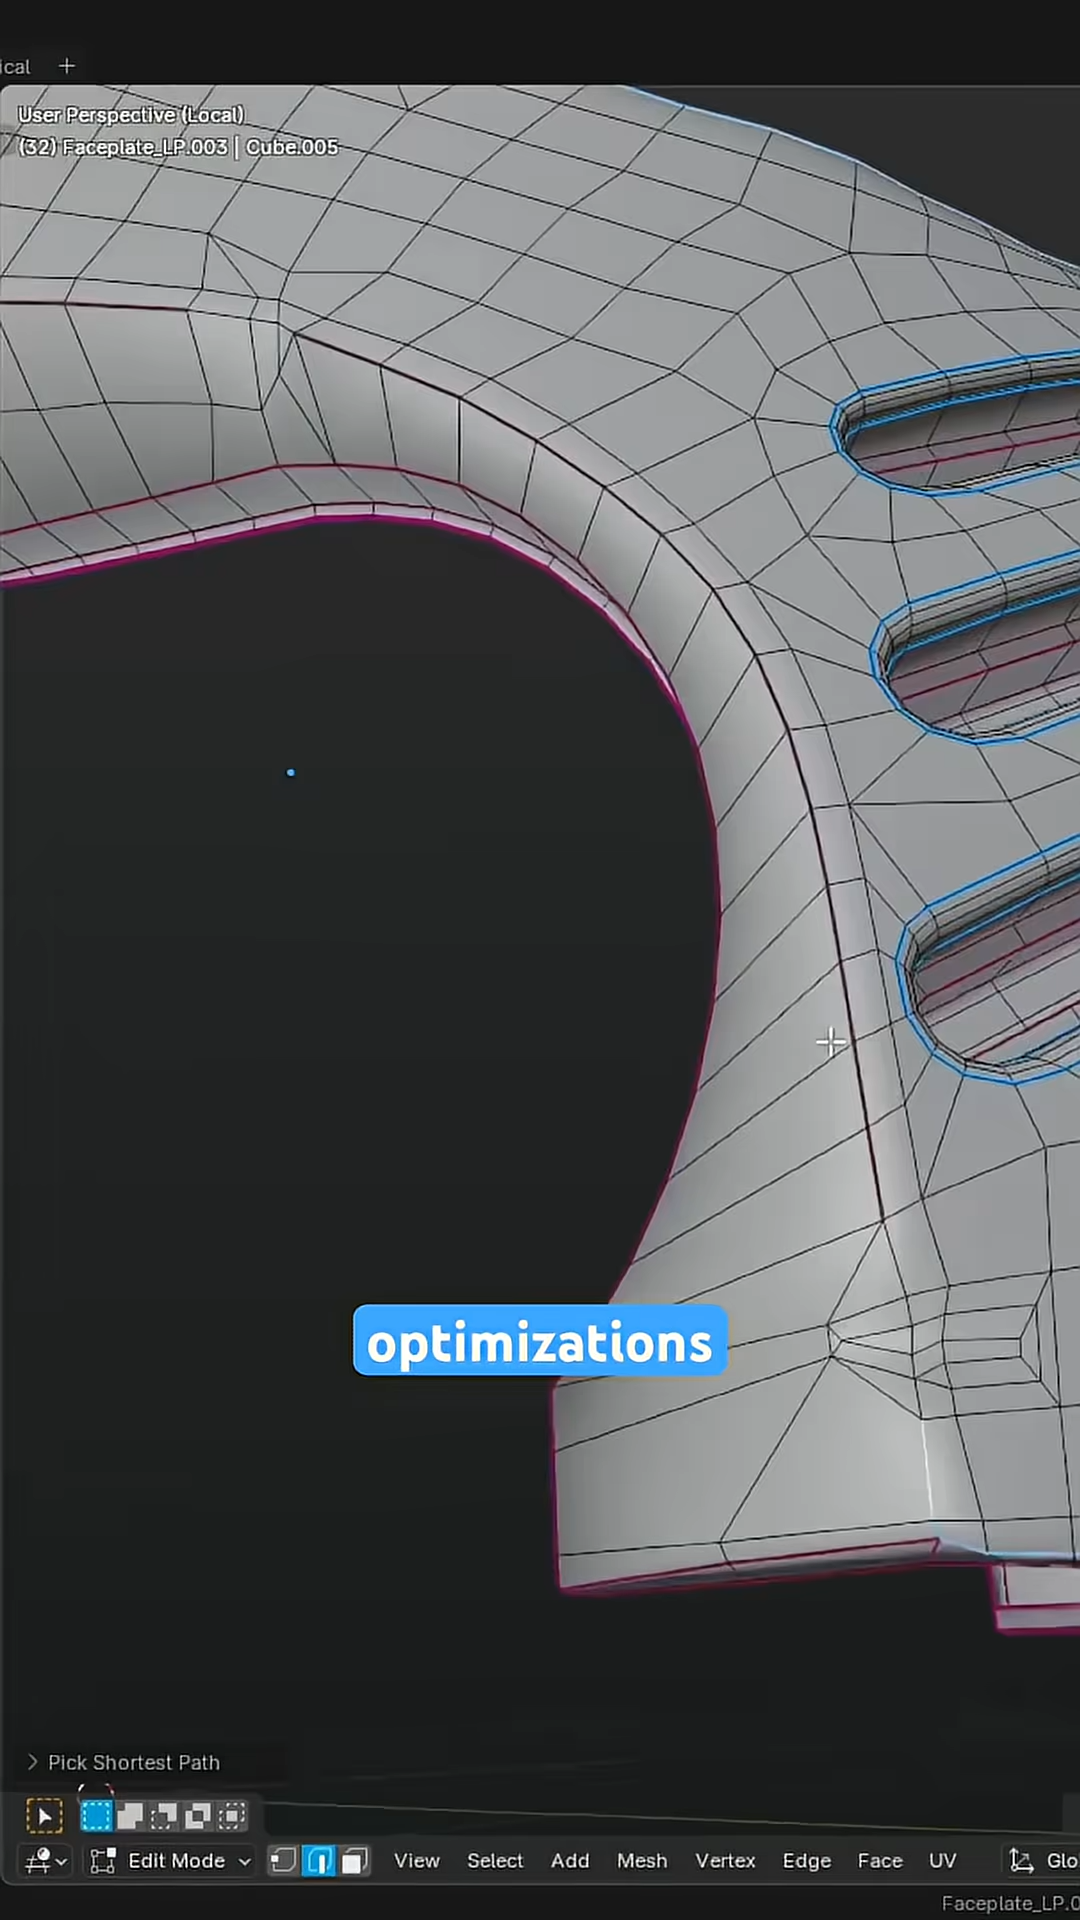 ical +
User Perspective (Local)
(32) Faceplate_LP.003 | Cube.005
optimizations
> Pick Shortest Path
Edit Mode View Select Add Mesh Vertex Edge Face UV Glo
Faceplate_LP.0